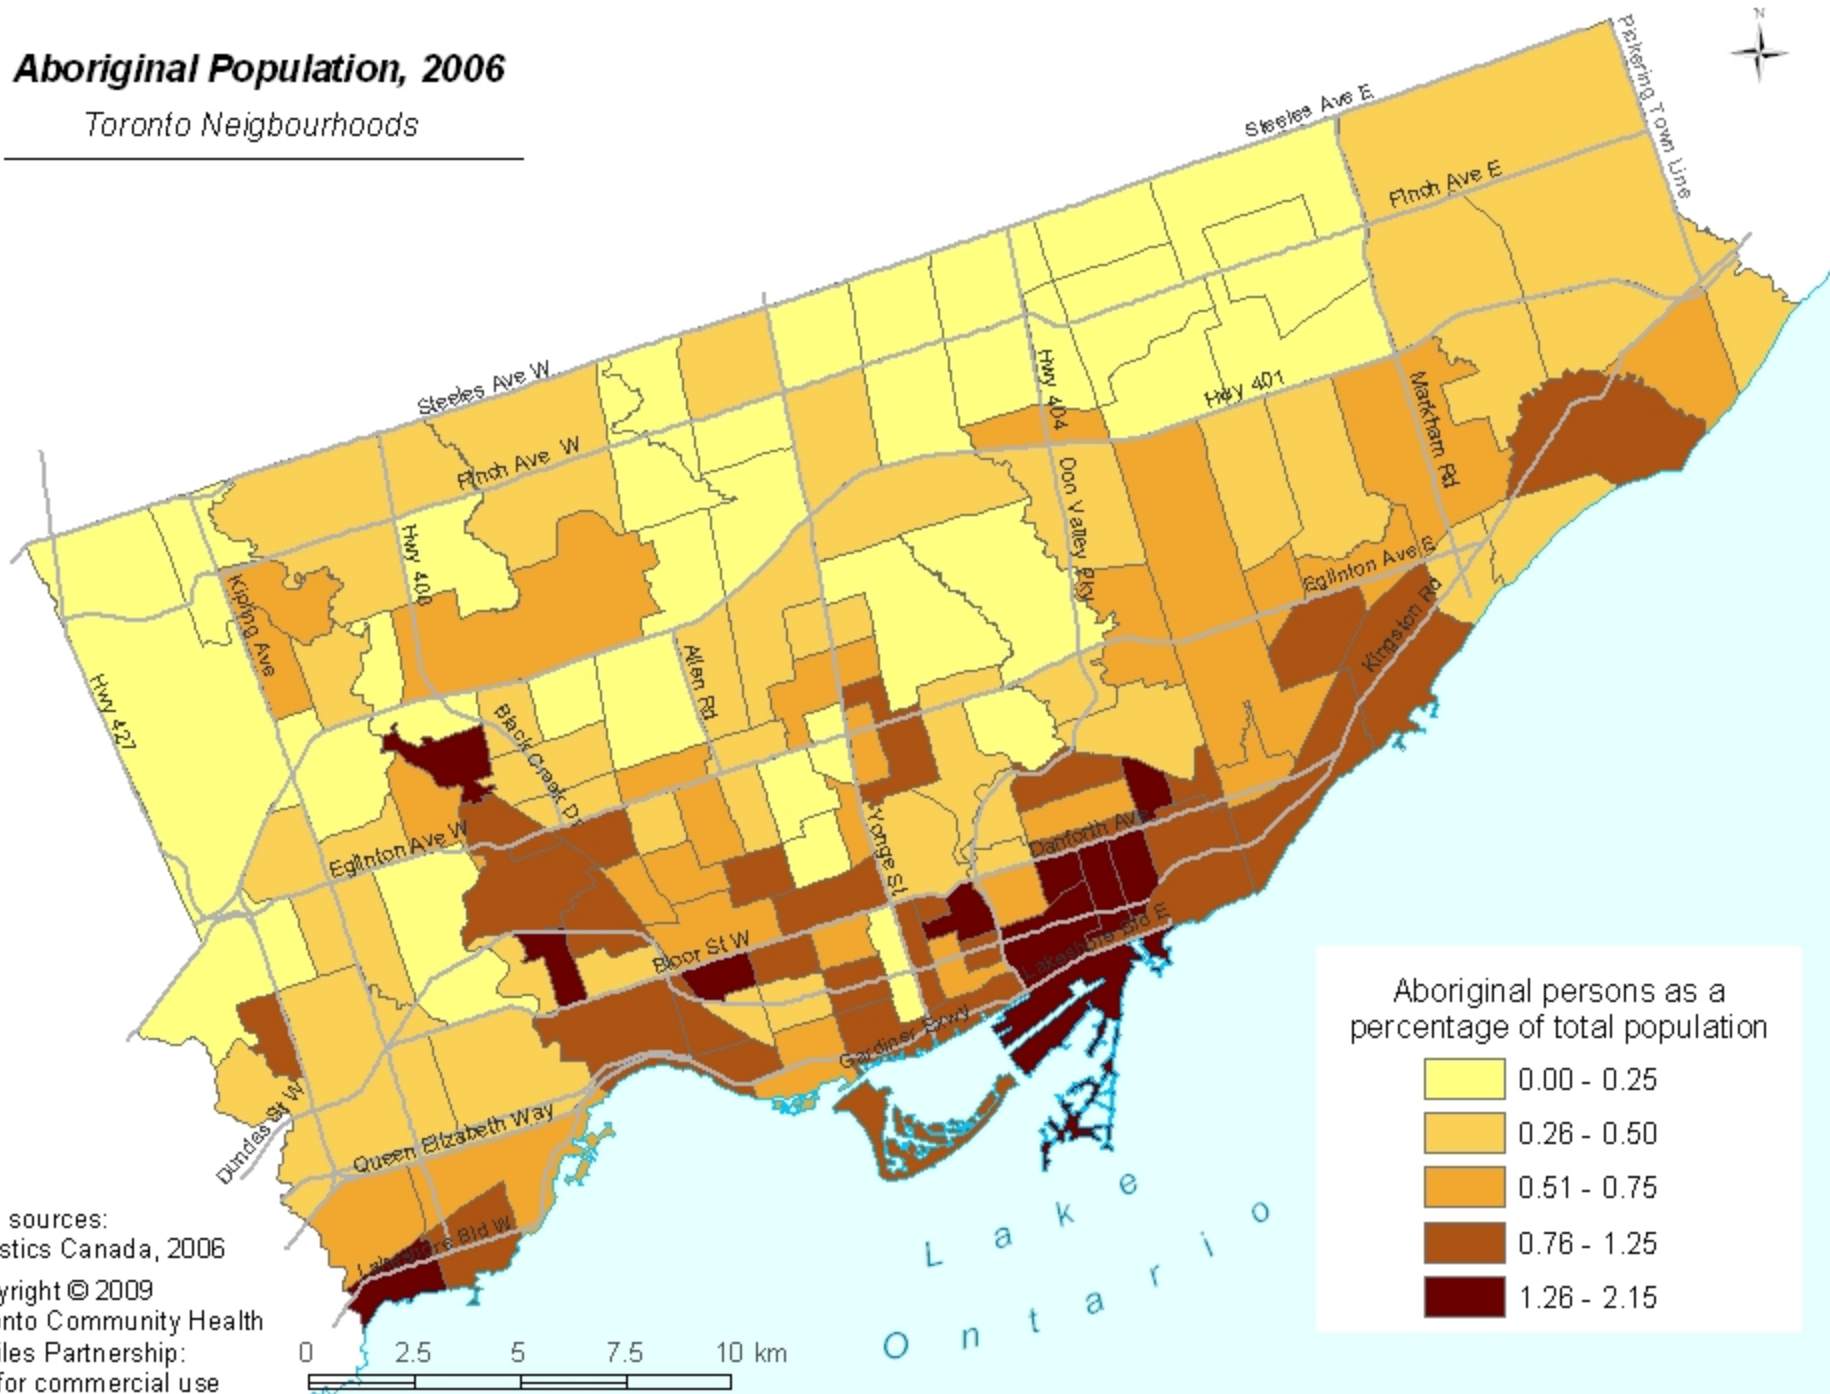 Aboriginal Population, 2006
Toronto Neigbourhoods
N
Pickering Town Line
Steeles Ave E
Finch Ave E
Steeles Ave W
Finch Ave W
Hwy 404
Hwy 401
Markham Rd
Hwy 400
Don Valley Pky
Kipling Ave
Eglinton Ave E
Kingston Rd
Hwy 427
Allen Rd
Black Creek Dr
Eglinton Ave W
Yonge St
Danforth Ave
Bloor St W
Lakeshore Bld E
Gardiner Exwy
Dundas St W
Queen Elizabeth Way
Lakeshore Bld W
Lake
Ontario
Aboriginal persons as a
percentage of total population
0.00 - 0.25
0.26 - 0.50
0.51 - 0.75
0.76 - 1.25
1.26 - 2.15
sources:
stics Canada, 2006
yright © 2009
onto Community Health
iles Partnership:
for commercial use
0 2.5 5 7.5 10 km